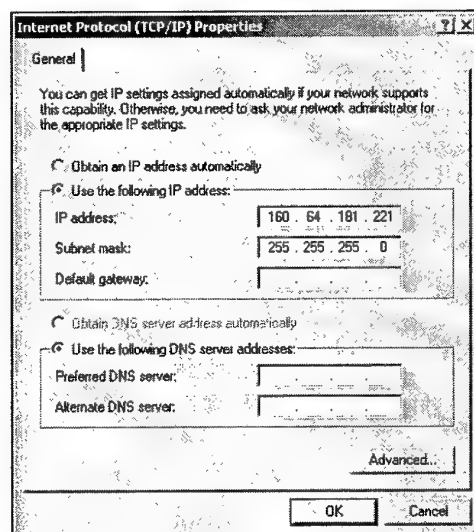 Internet Protocol (TCP/IP) Properties
General
You can get IP settings assigned automatically if your network supports
this capability. Otherwise, you need to ask your network administrator for
the appropriate IP settings.
Obtain an IP address automatically
Use the following IP address:
IP address: 160 . 64 . 181 . 221
Subnet mask: 255 . 255 . 255 . 0
Default gateway: . . .
Obtain DNS server address automatically
Use the following DNS server addresses:
Preferred DNS server: . . .
Alternate DNS server: . . .
Advanced...
OK Cancel